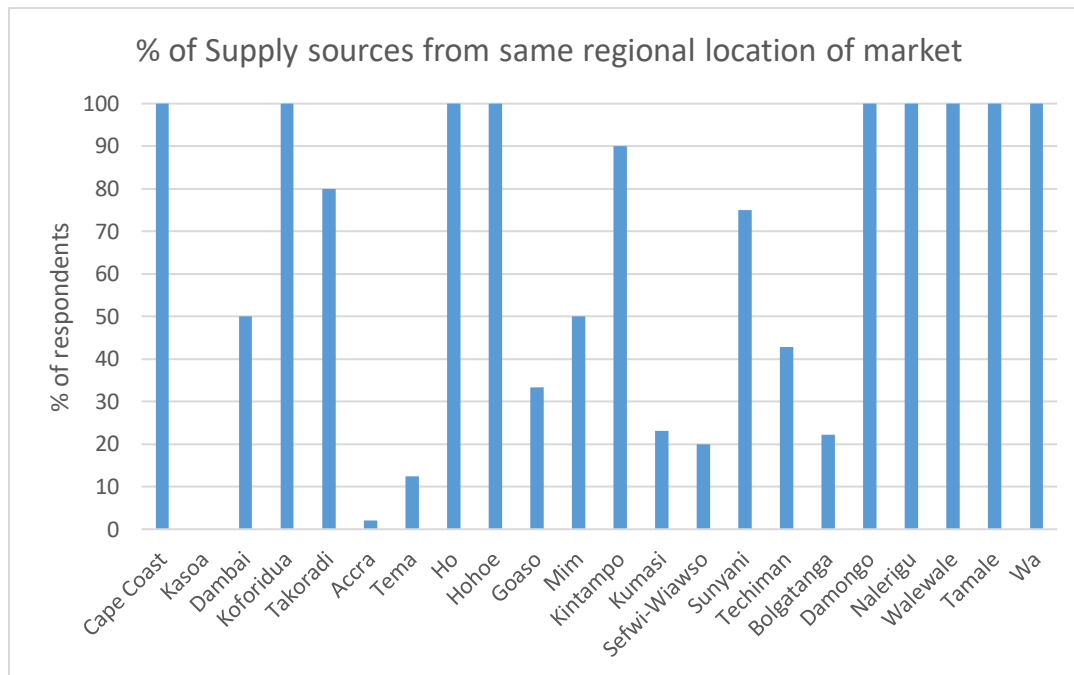 % of Supply sources from same regional location of market
% of respondents
100
90
80
70
60
50
40
30
20
10
0
Cape Coast
Kasoa
Dambai
Koforidua
Takoradi
Accra
Tema
Ho
Hohoe
Goaso
Mim
Kintampo
Kumasi
Sefwi-Wiawso
Sunyani
Techiman
Bolgatanga
Damongo
Nalerigu
Walewale
Tamale
Wa